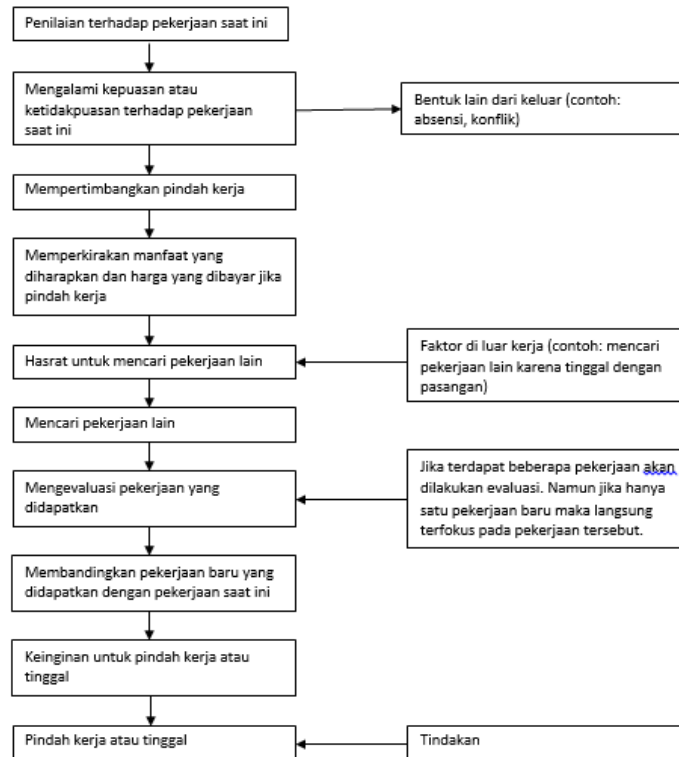 Penilaian terhadap pekerjaan saat ini
Mengalami kepuasan atau
ketidakpuasan terhadap pekerjaan
saat ini
Bentuk lain dari keluar (contoh:
absensi, konflik)
Mempertimbangkan pindah kerja
Memperkirakan manfaat yang
diharapkan dan harga yang dibayar jika
pindah kerja
Hasrat untuk mencari pekerjaan lain
Faktor di luar kerja (contoh: mencari
pekerjaan lain karena tinggal dengan
pasangan)
Mencari pekerjaan lain
Mengevaluasi pekerjaan yang
didapatkan
Jika terdapat beberapa pekerjaan akan
dilakukan evaluasi. Namun jika hanya
satu pekerjaan baru maka langsung
terfokus pada pekerjaan tersebut.
Membandingkan pekerjaan baru yang
didapatkan dengan pekerjaan saat ini
Keinginan untuk pindah kerja atau
tinggal
Pindah kerja atau tinggal
Tindakan